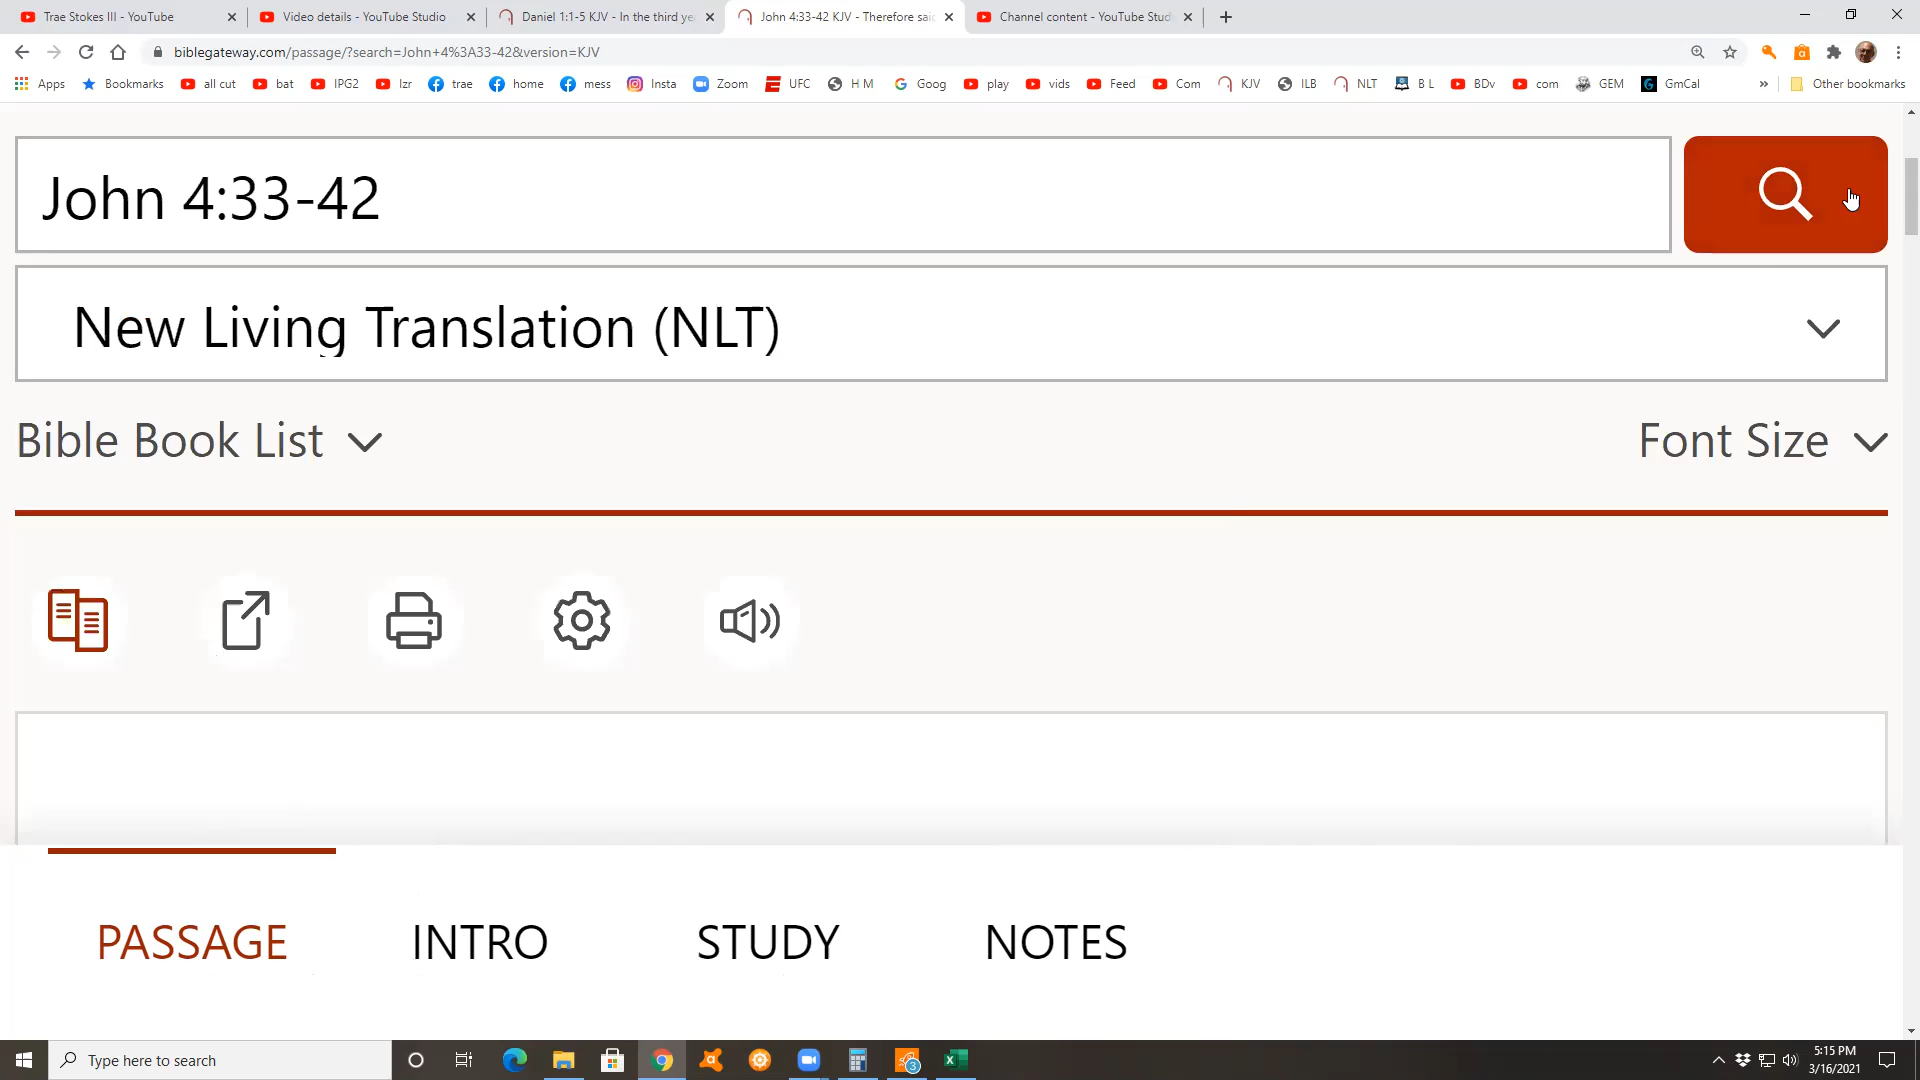 Trae Stokes III - YouTube
Video details - YouTube Studio
Daniel 1:1-5 KJV - In the third ye
John 4:33-42 KJV - Therefore said
Channel content - YouTube Stud
biblegateway.com/passage/?search=John+4%3A33-42&version=KJV
Apps Bookmarks all cut bat IPG2 lzr trae home mess Insta Zoom UFC H M Goog play vids Feed Com KJV ILB NLT B L BDv com GEM GmCal » Other bookmarks
John 4:33-42
New Living Translation (NLT)
Bible Book List
Font Size
PASSAGE INTRO STUDY NOTES
Type here to search
3
5:15 PM
3/16/2021